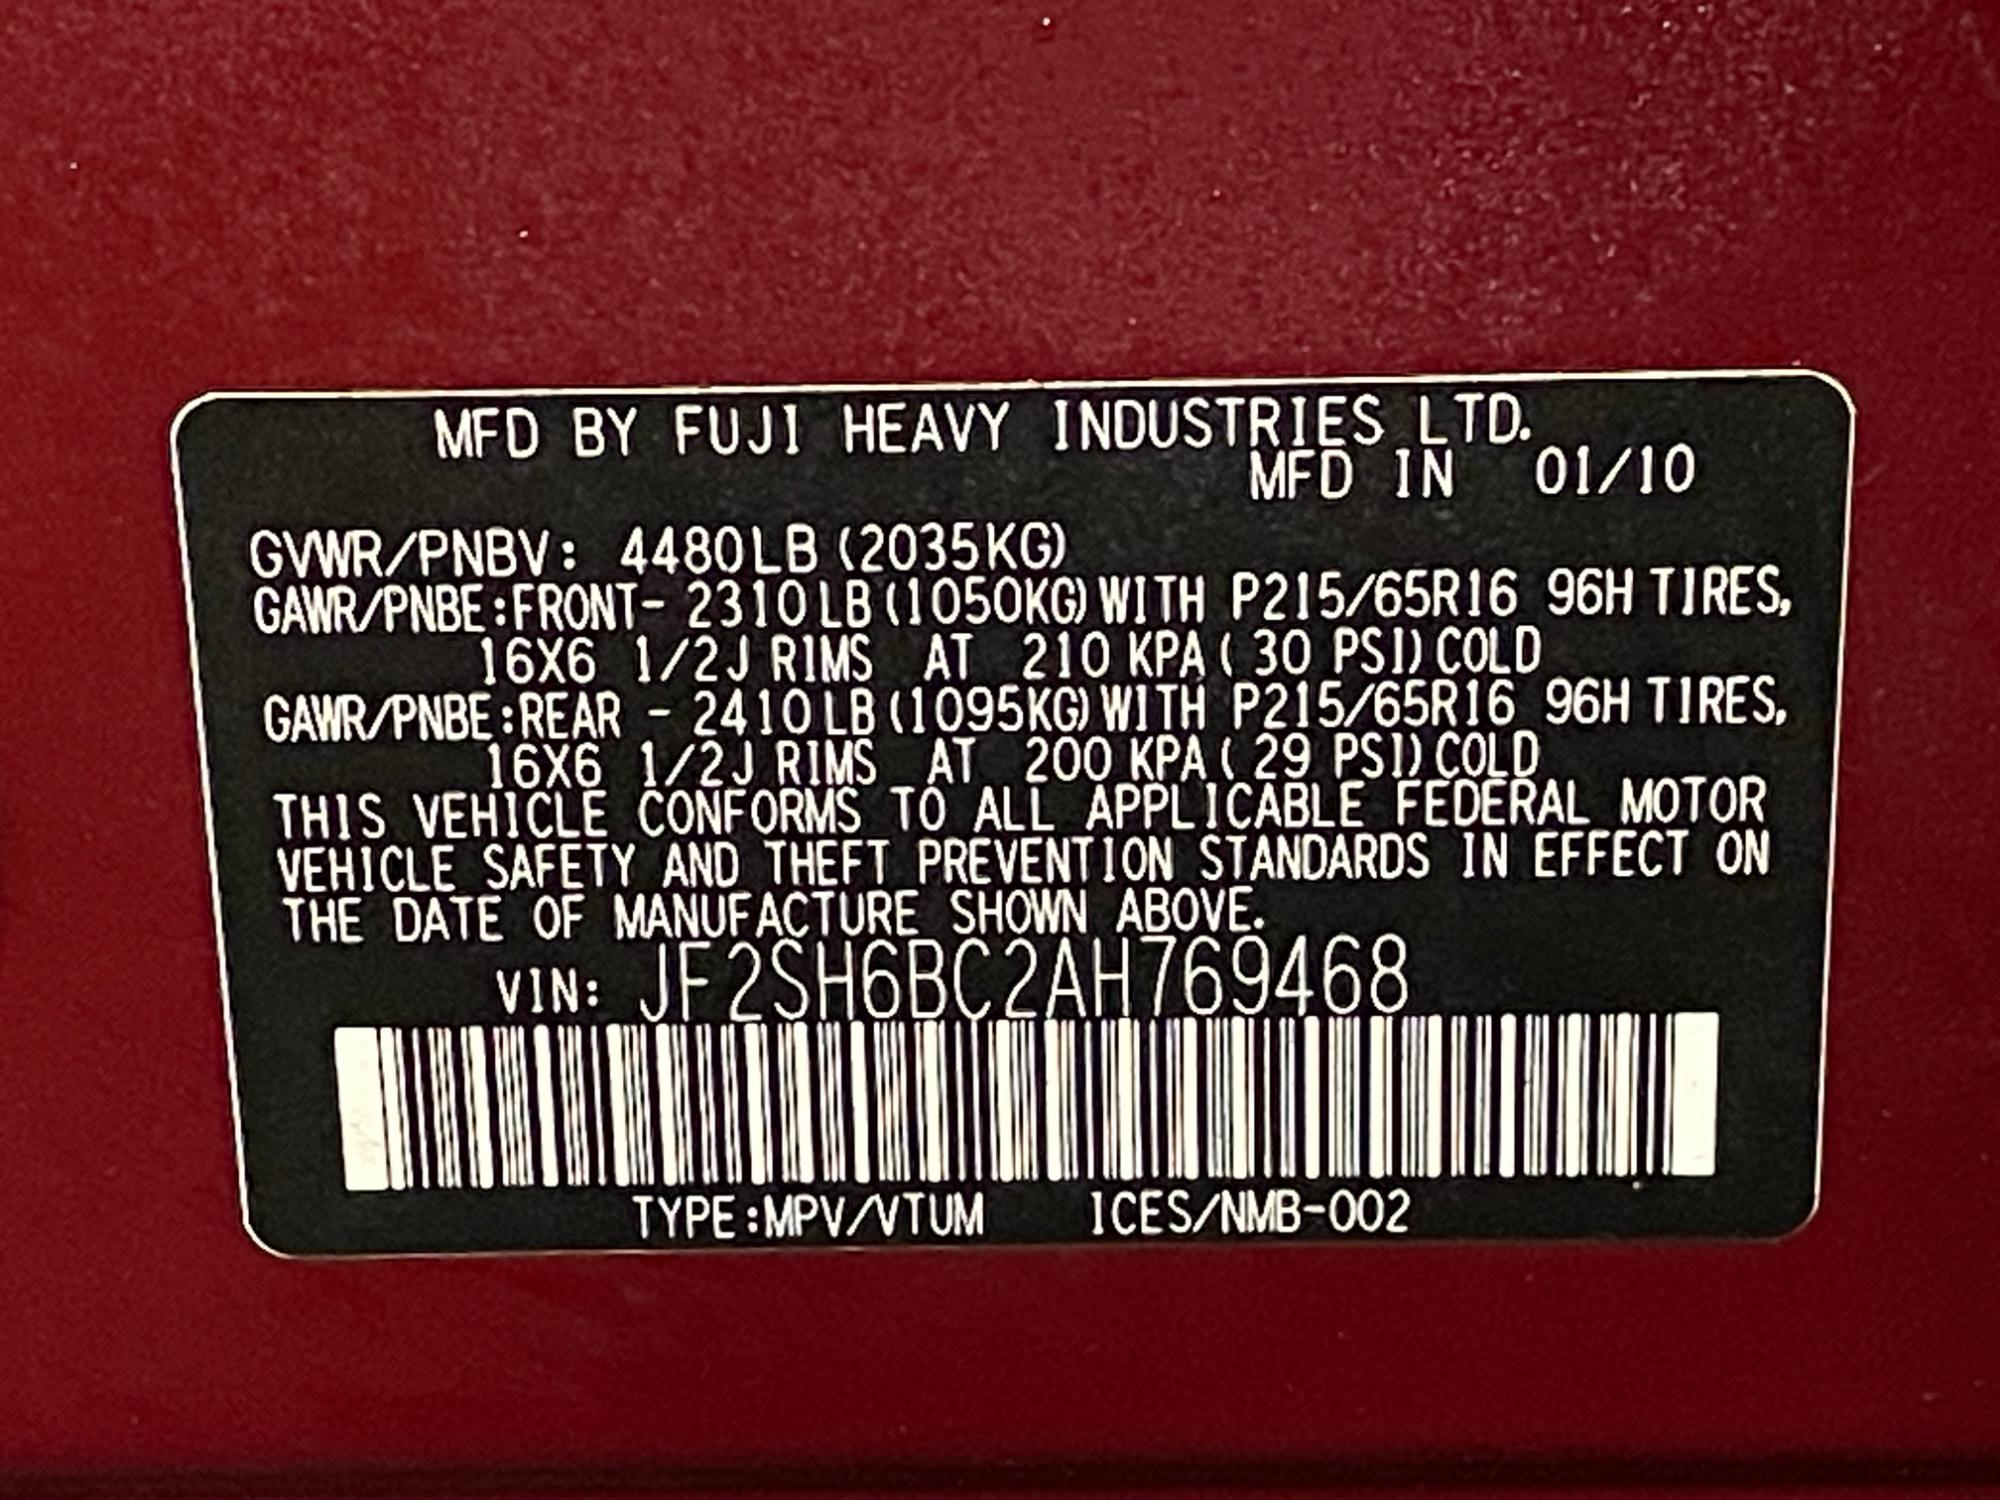 MFD BY FUJI HEAVY INDUSTRIES LTD.
MFD IN 01/10
GVWR/PNBV: 4480LB (2035KG)
GAWR/PNBE:FRONT- 2310LB(1050KG)WITH P215/65R16 96H TIRES,
16X6 1/2J RIMS AT 210 KPA( 30 PSI)COLD
GAWR/PNBE:REAR - 2410LB(1095KG)WITH P215/65R16 96H TIRES,
16X6 1/2J RIMS AT 200 KPA( 29 PSI)COLD
THIS VEHICLE CONFORMS TO ALL APPLICABLE FEDERAL MOTOR
VEHICLE SAFETY AND THEFT PREVENTION STANDARDS IN EFFECT ON
THE DATE OF MANUFACTURE SHOWN ABOVE.
VIN: JF2SH6BC2AH769468
TYPE:MPV/VTUM ICES/NMB-002